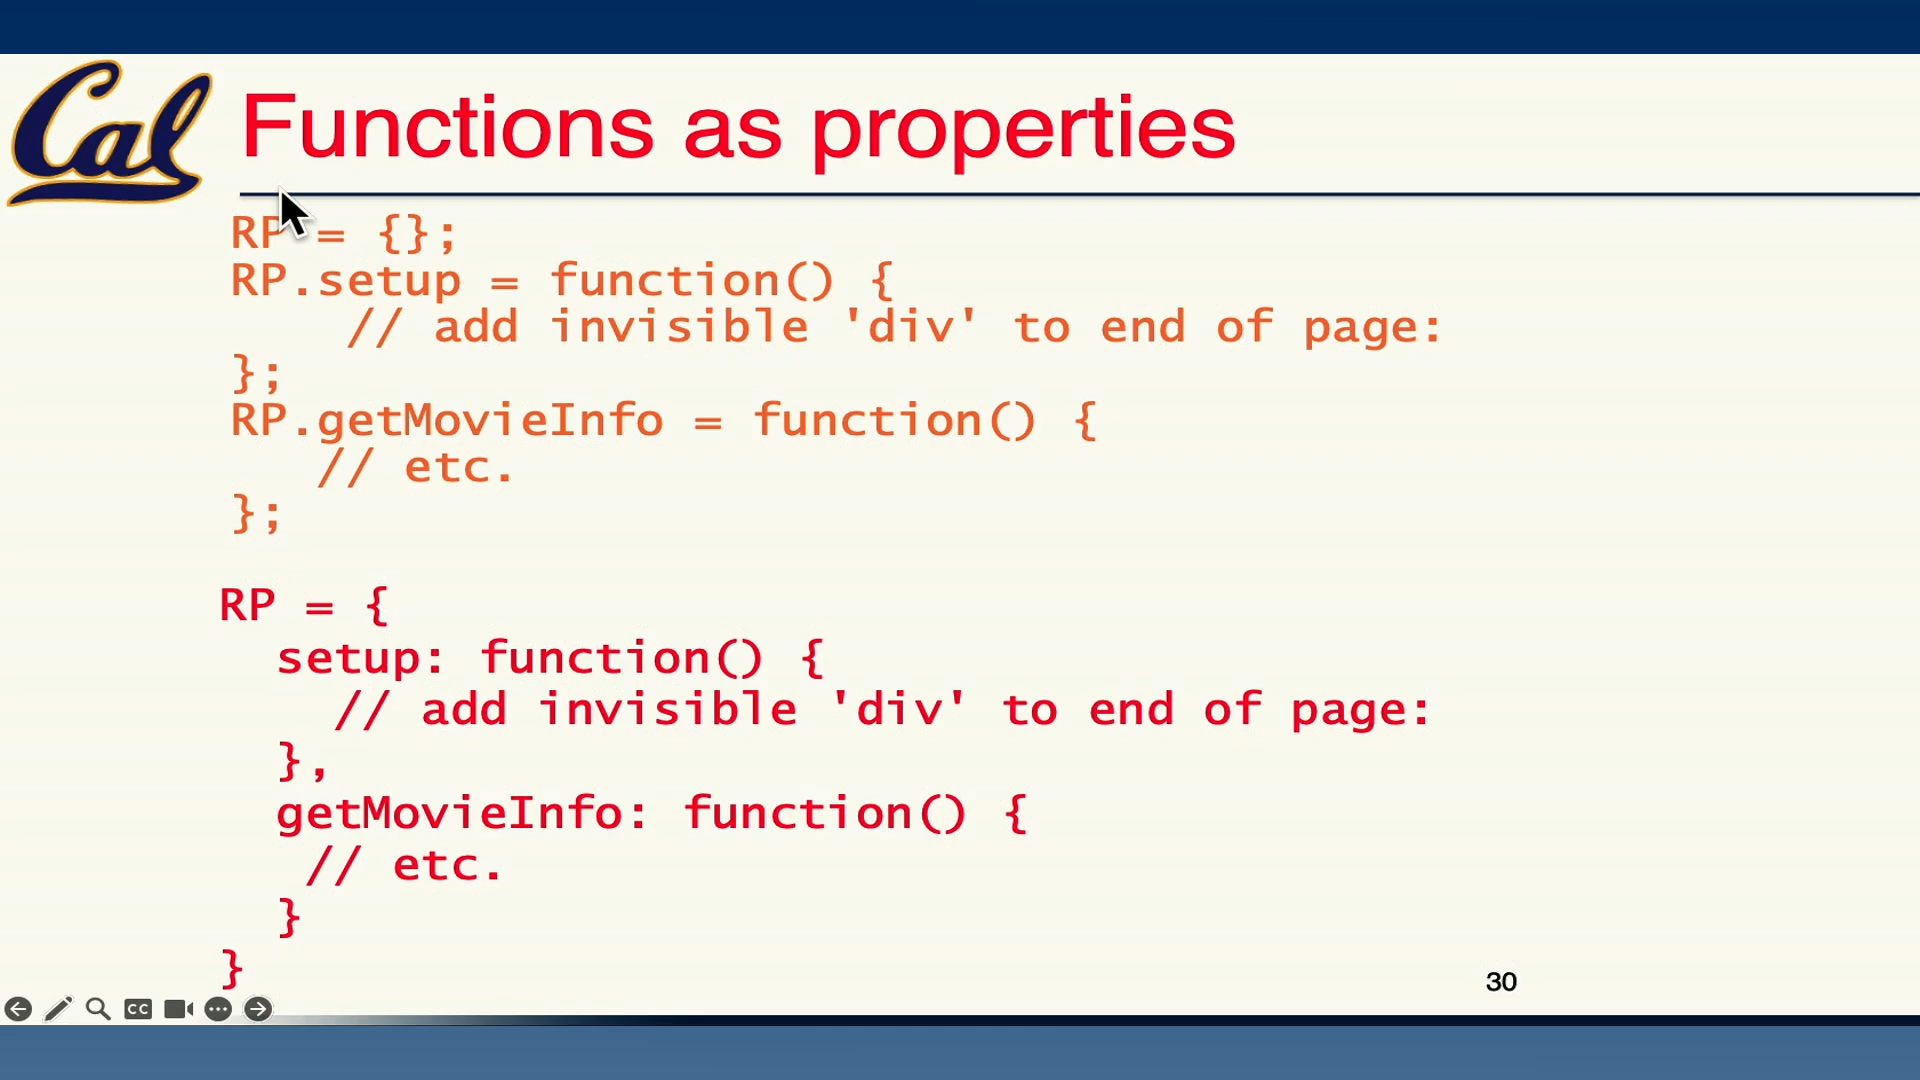 Cal
Functions as properties
RP = {};
RP.setup = function() {
    // add invisible 'div' to end of page:
};
RP.getMovieInfo = function() {
   // etc.
};
RP = {
  setup: function() {
    // add invisible 'div' to end of page:
  },
  getMovieInfo: function() {
   // etc.
  }
}
30
CC